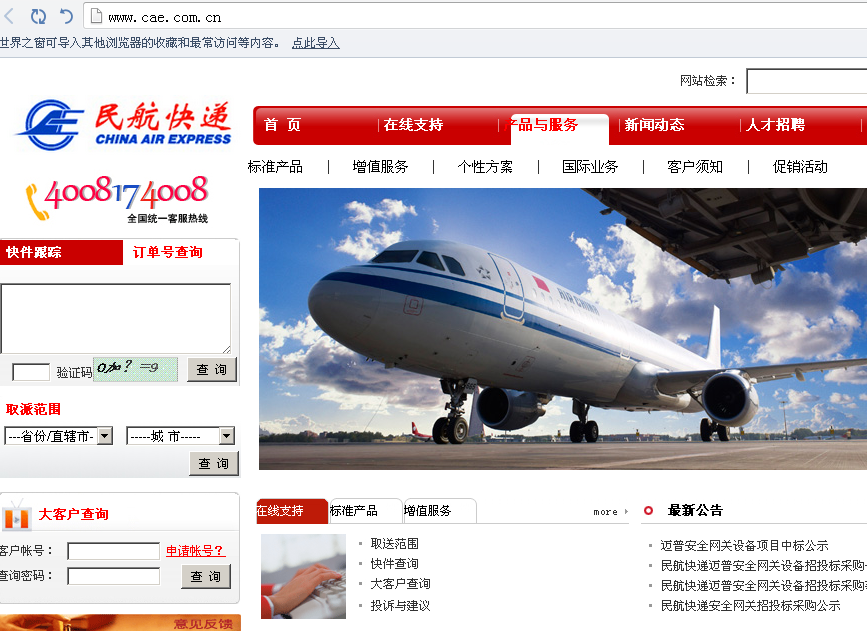 www.cae.com.cn
世界之窗可导入其他浏览器的收藏和最常访问等内容。 点此导入
网站检索：
民航快递
CHINA AIR EXPRESS
首 页 | 在线支持 | 产品与服务 | 新闻动态 | 人才招聘 |
标准产品 | 增值服务 | 个性方案 | 国际业务 | 客户须知 | 促销活动
4008174008
全国统一客服热线
快件跟踪 订单号查询
AIR CHINA
验证码 查 询
取派范围
---省份/直辖市- -----城 市-----
查 询
大客户查询
客户帐号： 申请帐号？
查询密码： 查 询
意见反馈
在线支持 标准产品 增值服务 more
取送范围
快件查询
大客户查询
投诉与建议
最新公告
迈普安全网关设备项目中标公示
民航快递迈普安全网关设备招投标采购
民航快递迈普安全网关设备招投标采购
民航快递安全网关招投标采购公示